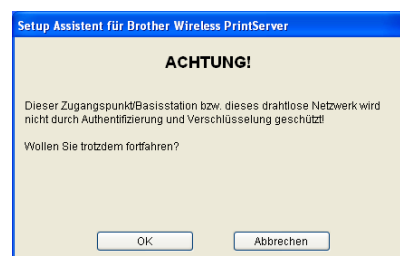 Setup Assistent für Brother Wireless PrintServer
ACHTUNG!
Dieser Zugangspunkt/Basisstation bzw. dieses drahtlose Netzwerk wird
nicht durch Authentifizierung und Verschlüsselung geschützt!
Wollen Sie trotzdem fortfahren?
OK Abbrechen